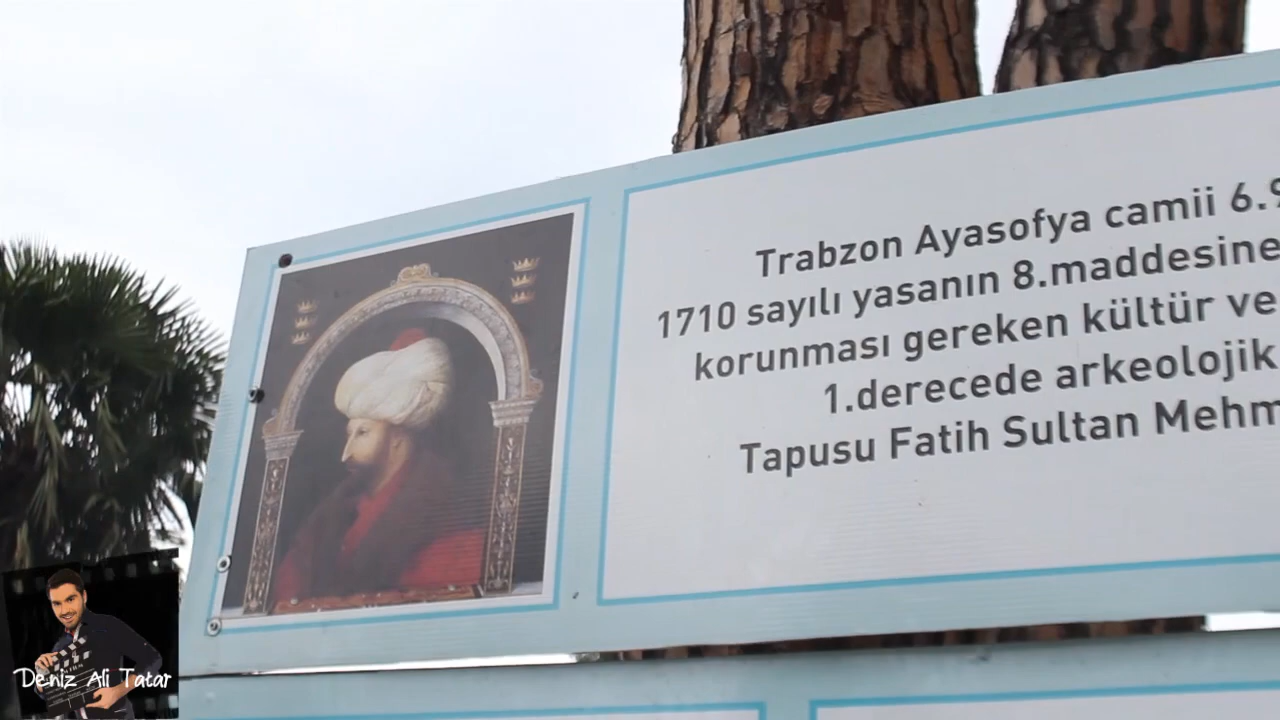 Trabzon Ayasofya camii 6.9
1710 sayılı yasanın 8.maddesine
korunması gereken kültür ve
1.derecede arkeolojik
Tapusu Fatih Sultan Mehm
Deniz Ali Tatar